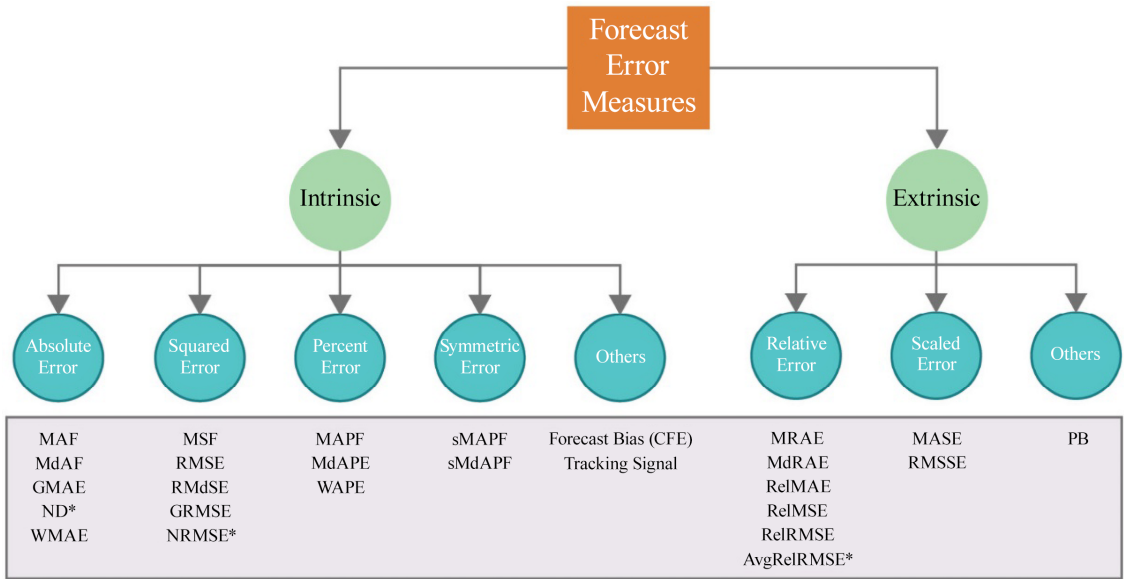 Forecast
Error
Measures
Intrinsic
Extrinsic
Absolute
Error
Squared
Error
Percent
Error
Symmetric
Error
Others
Relative
Error
Scaled
Error
Others
MAF
MdAF
GMAE
ND*
WMAE
MSF
RMSE
RMdSE
GRMSE
NRMSE*
MAPF
MdAPE
WAPE
sMAPF
sMdAPF
Forecast Bias (CFE)
Tracking Signal
MRAE
MdRAE
RelMAE
RelMSE
RelRMSE
AvgRelRMSE*
MASE
RMSSE
PB